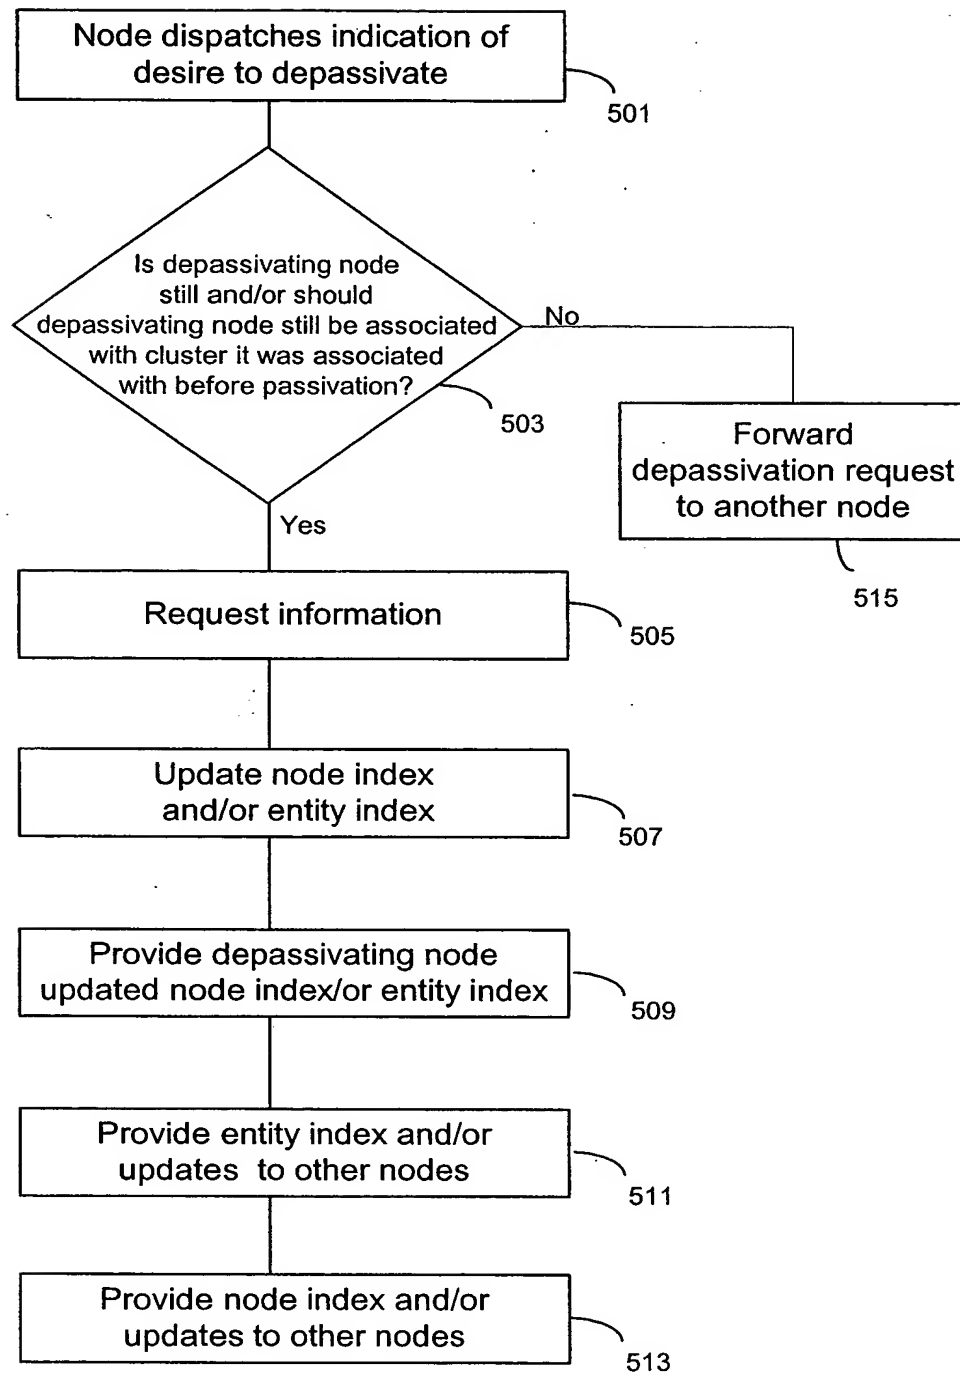 Node dispatches indication of
desire to depassivate
501
Is depassivating node
still and/or should
depassivating node still be associated
with cluster it was associated
with before passivation?
503
No
Forward
depassivation request
to another node
515
Yes
Request information
505
Update node index
and/or entity index
507
Provide depassivating node
updated node index/or entity index
509
Provide entity index and/or
updates to other nodes
511
Provide node index and/or
updates to other nodes
513